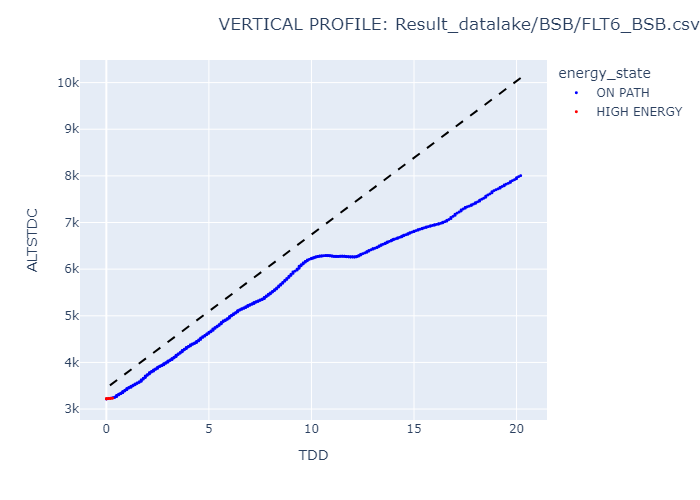 VERTICAL PROFILE: Result_datalake/BSB/FLT6_BSB.csv
energy_state
ON PATH
HIGH ENERGY
ALTSTDC
10k
9k
8k
7k
6k
5k
4k
3k
0 5 10 15 20
TDD